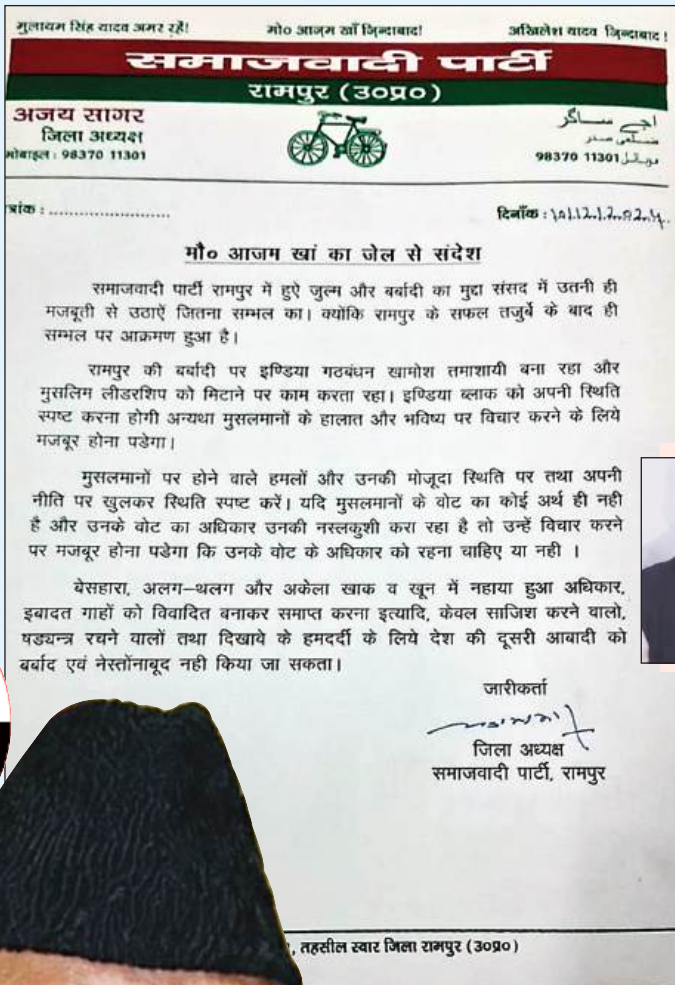 मुलायम सिंह यादव अमर रहें!
मो० आज़म खाँ ज़िन्दाबाद!
अखिलेश यादव ज़िन्दाबाद!
समाजवादी पार्टी
रामपुर (उ०प्र०)
अजय सागर
जिला अध्यक्ष
मोबाइल : 98370 11301
اجے ساگر
ضلعی صدر
موبائل 98370 11301
त्रांक : ........................
दिनाँक :
मौ० आजम खां का जेल से संदेश
समाजवादी पार्टी रामपुर में हुऐ जुल्म और बर्बादी का मुद्दा संसद में उतनी ही
मजबूती से उठाऐं जितना सम्भल का। क्योंकि रामपुर के सफल तजुर्बे के बाद ही
सम्भल पर आक्रमण हुआ है।
रामपुर की बर्बादी पर इण्डिया गठबंधन खामोश तमाशायी बना रहा और
मुसलिम लीडरशिप को मिटाने पर काम करता रहा। इण्डिया ब्लाक को अपनी स्थिति
स्पष्ट करना होगी अन्यथा मुसलमानों के हालात और भविष्य पर विचार करने के लिये
मजबूर होना पडेगा।
मुसलमानों पर होने वाले हमलों और उनकी मोजूदा स्थिति पर तथा अपनी
नीति पर खुलकर स्थिति स्पष्ट करें। यदि मुसलमानों के वोट का कोई अर्थ ही नही
है और उनके वोट का अधिकार उनकी नस्लकुशी करा रहा है तो उन्हें विचार करने
पर मजबूर होना पडेगा कि उनके वोट के अधिकार को रहना चाहिए या नही ।
बेसहारा, अलग-थलग और अकेला खाक व खून में नहाया हुआ अधिकार,
इबादत गाहों को विवादित बनाकर समाप्त करना इत्यादि, केवल साजिश करने वालो,
षडयन्त्र रचने वालों तथा दिखावे के हमदर्दी के लिये देश की दूसरी आबादी को
बर्बाद एवं नेस्तोंनाबूद नही किया जा सकता।
जारीकर्ता
जिला अध्यक्ष
समाजवादी पार्टी, रामपुर
, तहसील स्वार जिला रामपुर (उ०प्र०)